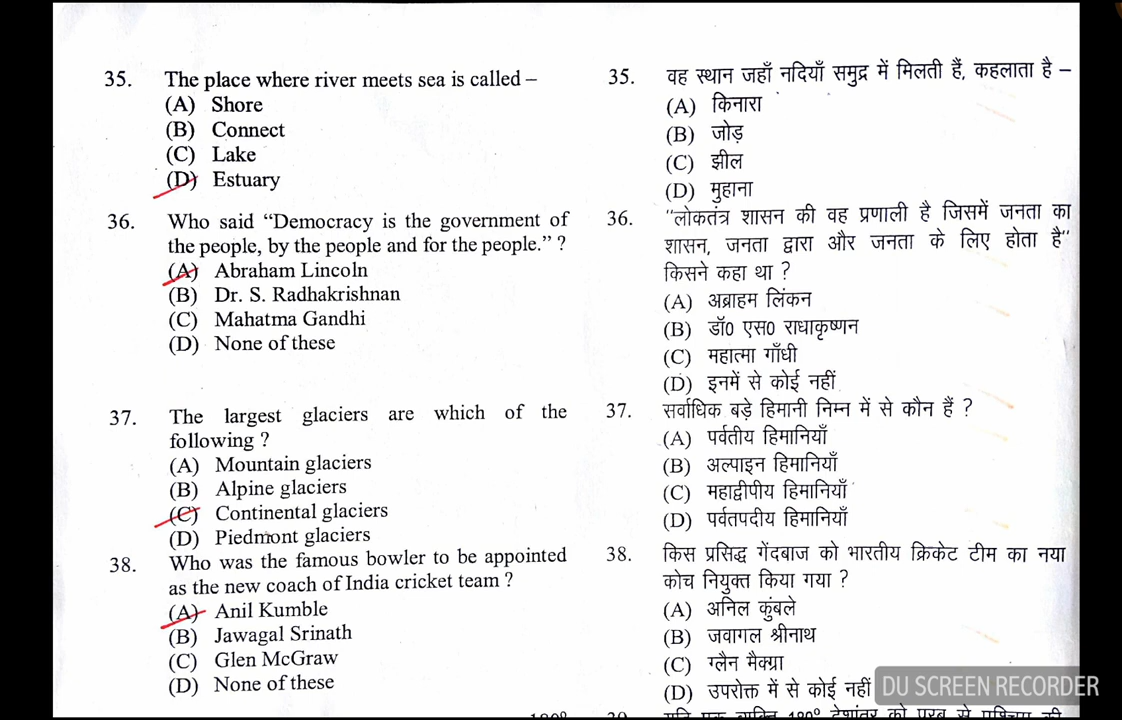 35. The place where river meets sea is called –
(A) Shore
(B) Connect
(C) Lake
(D) Estuary
36. Who said “Democracy is the government of
the people, by the people and for the people.” ?
(A) Abraham Lincoln
(B) Dr. S. Radhakrishnan
(C) Mahatma Gandhi
(D) None of these
37. The largest glaciers are which of the
following ?
(A) Mountain glaciers
(B) Alpine glaciers
(C) Continental glaciers
(D) Piedmont glaciers
38. Who was the famous bowler to be appointed
as the new coach of India cricket team ?
(A) Anil Kumble
(B) Jawagal Srinath
(C) Glen McGraw
(D) None of these
35. वह स्थान जहाँ नदियाँ समुद्र में मिलती हैं, कहलाता है –
(A) किनारा
(B) जोड़
(C) झील
(D) मुहाना
36. "लोकतंत्र शासन की वह प्रणाली है जिसमें जनता का
शासन, जनता द्वारा और जनता के लिए होता है"
किसने कहा था ?
(A) अब्राहम लिंकन
(B) डॉ0 एस0 राधाकृष्णन
(C) महात्मा गाँधी
(D) इनमें से कोई नहीं
37. सर्वाधिक बड़े हिमानी निम्न में से कौन हैं ?
(A) पर्वतीय हिमानियाँ
(B) अल्पाइन हिमानियाँ
(C) महाद्वीपीय हिमानियाँ
(D) पर्वतपदीय हिमानियाँ
38. किस प्रसिद्ध गेंदबाज को भारतीय क्रिकेट टीम का नया
कोच नियुक्त किया गया ?
(A) अनिल कुंबले
(B) जवागल श्रीनाथ
(C) ग्लैन मैक्ग्रा
(D) उपरोक्त में से कोई नहीं
DU SCREEN RECORDER